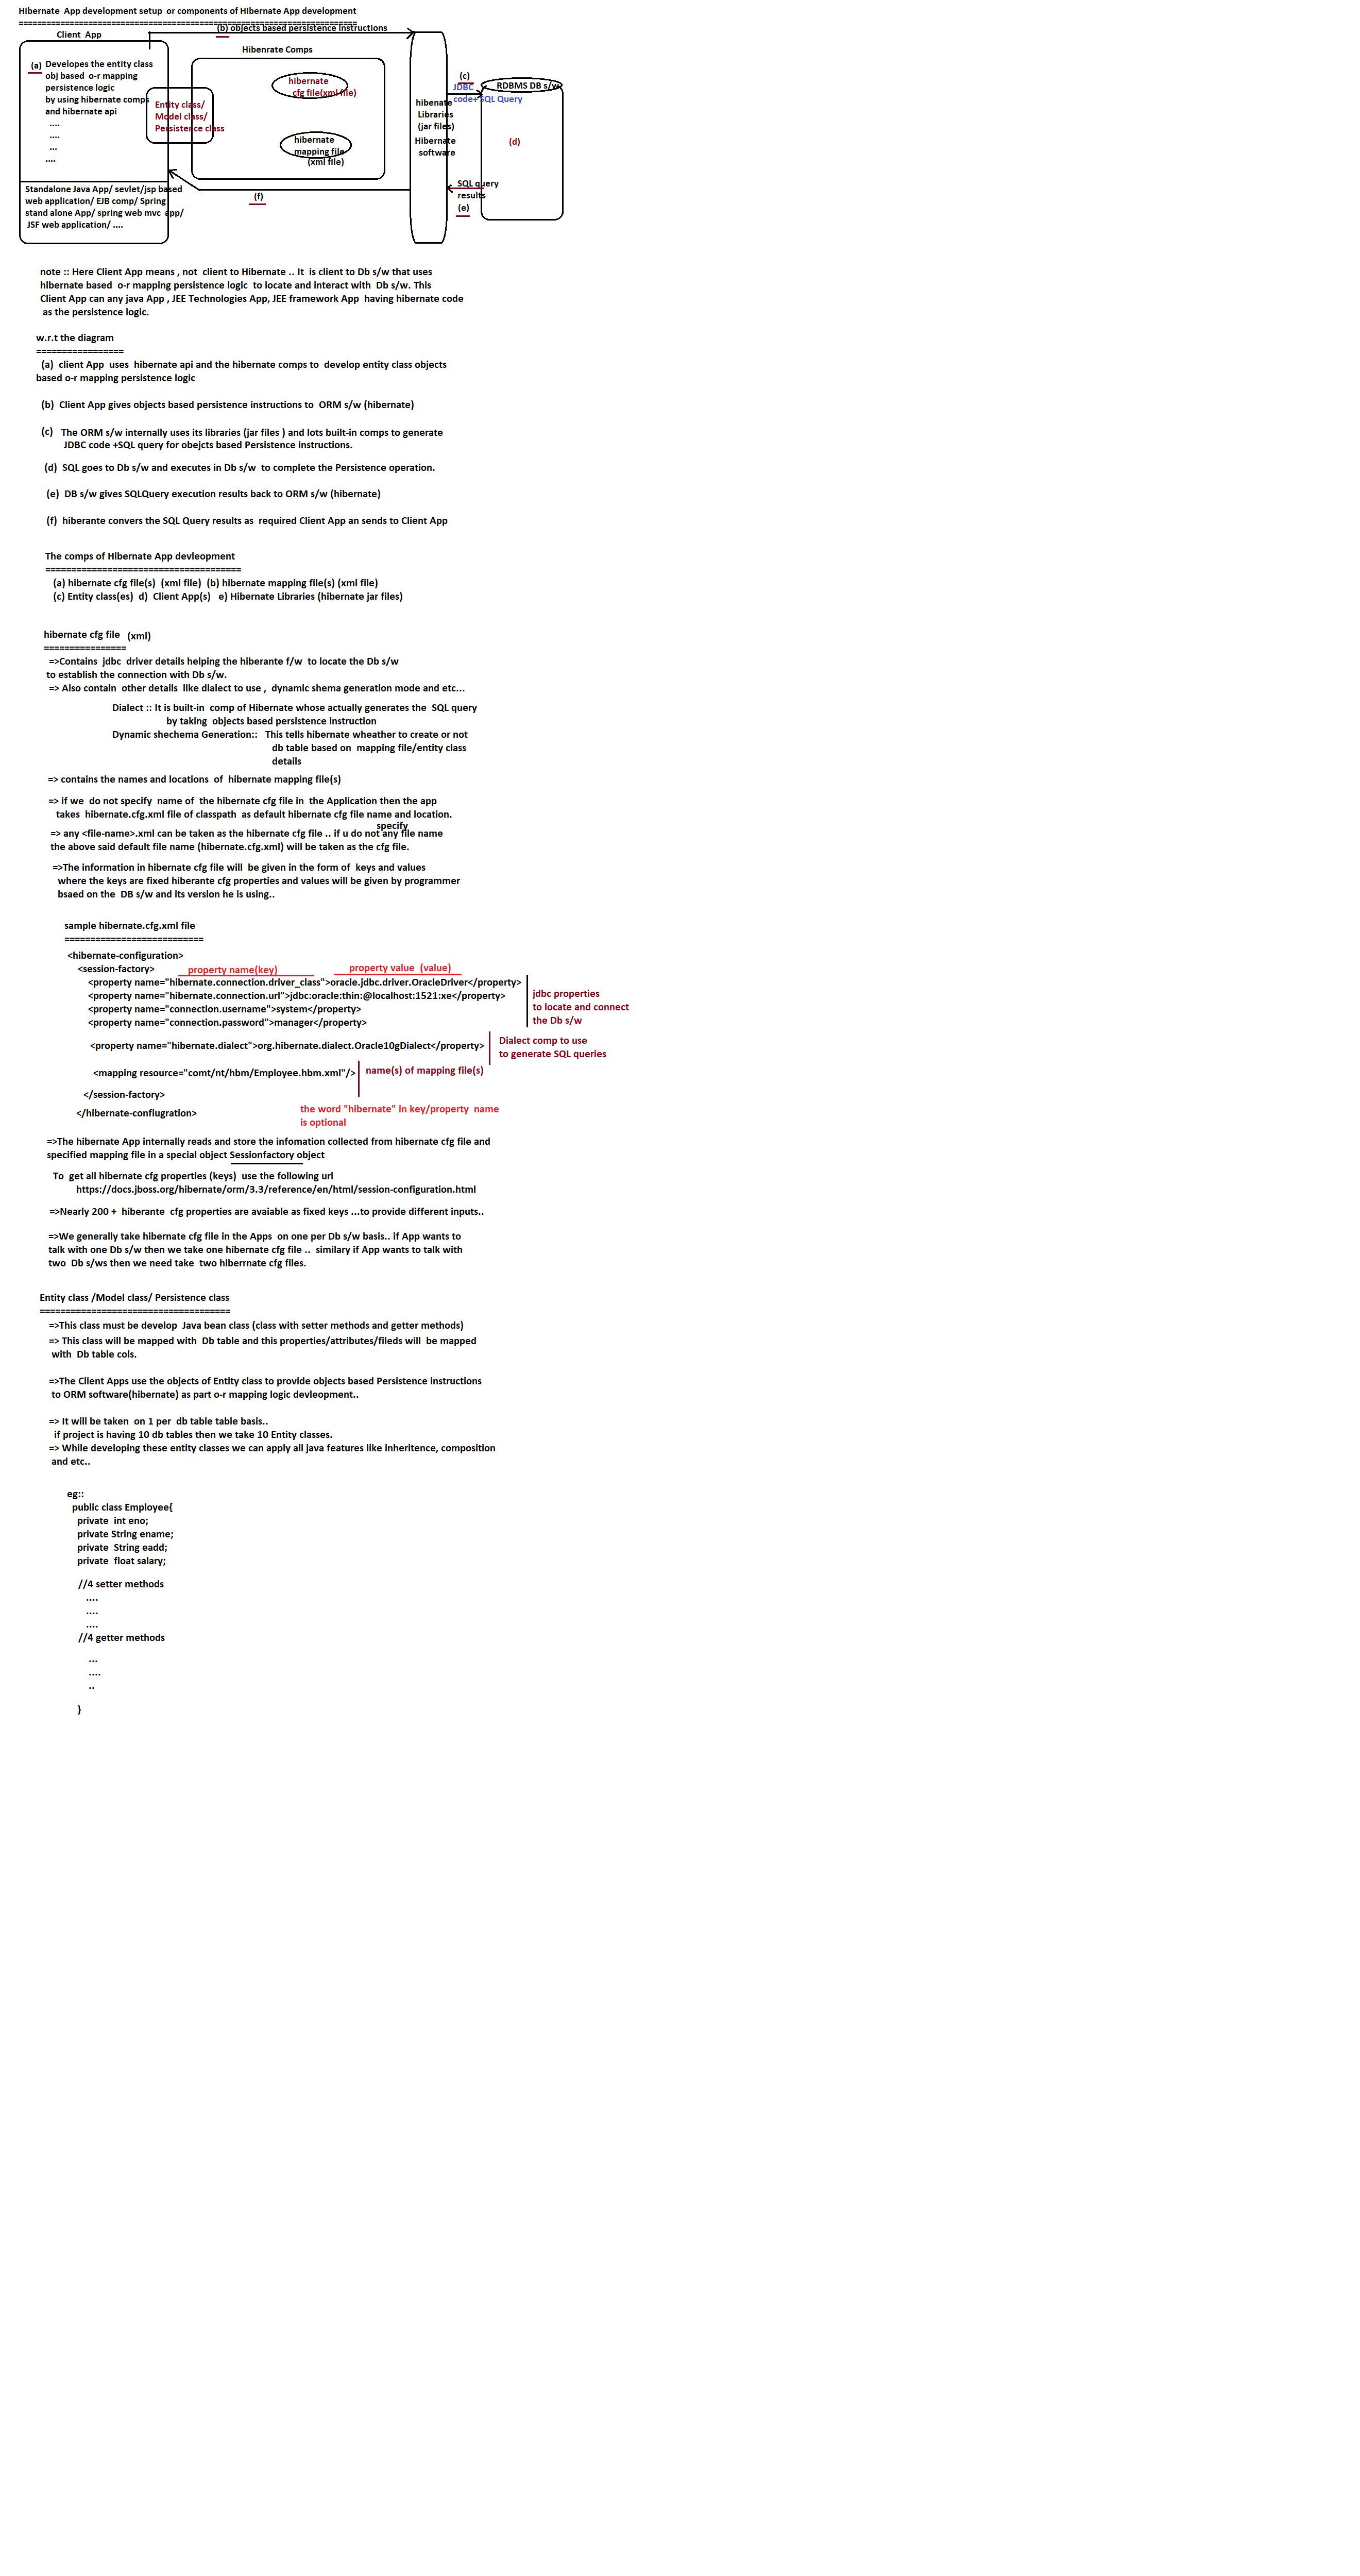 Hibernate  App development setup  or components of Hibernate App development
=========================================================================
(b) objects based persistence instructions
Client  App
Hibenrate Comps
(a) Developes the entity class
obj based  o-r mapping
persistence logic
by using hibernate comps
and hibernate api
....
....
...
....
Entity class/
Model class/
Persistence class
hibernate
cfg file(xml file)
hibernate
mapping file
(xml file)
hibenate
Libraries
(jar files)
Hibernate
software
(c)
JDBC
code+ SQL Query
RDBMS DB s/w
(d)
SQL query
results
(e)
(f)
Standalone Java App/ sevlet/jsp based
web application/ EJB comp/ Spring
stand alone App/ spring web mvc  app/
JSF web application/ ....
note :: Here Client App means , not  client to Hibernate .. It  is client to Db s/w that uses
hibernate based  o-r mapping persistence logic  to locate and interact with  Db s/w. This
Client App can any java App , JEE Technologies App, JEE framework App  having hibernate code
as the persistence logic.
w.r.t the diagram
=================
(a)  client App  uses  hibernate api and the hibernate comps to  develop entity class objects
based o-r mapping persistence logic
(b)  Client App gives objects based persistence instructions to  ORM s/w (hibernate)
(c)   The ORM s/w internally uses its libraries (jar files ) and lots built-in comps to generate
JDBC code +SQL query for obejcts based Persistence instructions.
(d)  SQL goes to Db s/w and executes in Db s/w  to complete the Persistence operation.
(e)  DB s/w gives SQLQuery execution results back to ORM s/w (hibernate)
(f)  hiberante convers the SQL Query results as  required Client App an sends to Client App
The comps of Hibernate App devleopment
======================================
(a) hibernate cfg file(s)  (xml file)  (b) hibernate mapping file(s) (xml file)
(c) Entity class(es)  d)  Client App(s)   e) Hibernate Libraries (hibernate jar files)
hibernate cfg file   (xml)
================
=>Contains  jdbc  driver details helping the hiberante f/w  to locate the Db s/w
to establish the connection with Db s/w.
=> Also contain  other details  like dialect to use ,  dynamic shema generation mode and etc...
Dialect :: It is built-in  comp of Hibernate whose actually generates the  SQL query
by taking  objects based persistence instruction
Dynamic shechema Generation::   This tells hibernate wheather to create or not
db table based on  mapping file/entity class
details
=> contains the names and locations  of  hibernate mapping file(s)
=> if we  do not specify  name of  the hibernate cfg file in  the Application then the app
takes  hibernate.cfg.xml file of classpath  as default hibernate cfg file name and location.
specify
=> any <file-name>.xml can be taken as the hibernate cfg file .. if u do not any file name
the above said default file name (hibernate.cfg.xml) will be taken as the cfg file.
=>The information in hibernate cfg file will  be given in the form of  keys and values
where the keys are fixed hiberante cfg properties and values will be given by programmer
bsaed on the  DB s/w and its version he is using..
sample hibernate.cfg.xml file
===========================
<hibernate-configuration>
<session-factory>
property name(key)
property value  (value)
<property name="hibernate.connection.driver_class">oracle.jdbc.driver.OracleDriver</property>
<property name="hibernate.connection.url">jdbc:oracle:thin:@localhost:1521:xe</property>
<property name="connection.username">system</property>
<property name="connection.password">manager</property>
jdbc properties
to locate and connect
the Db s/w
<property name="hibernate.dialect">org.hibernate.dialect.Oracle10gDialect</property>
Dialect comp to use
to generate SQL queries
<mapping resource="comt/nt/hbm/Employee.hbm.xml"/>
name(s) of mapping file(s)
</session-factory>
</hibernate-confiugration>
the word "hibernate" in key/property  name
is optional
=>The hibernate App internally reads and store the infomation collected from hibernate cfg file and
specified mapping file in a special object Sessionfactory object
To  get all hibernate cfg properties (keys)  use the following url
https://docs.jboss.org/hibernate/orm/3.3/reference/en/html/session-configuration.html
=>Nearly 200 +  hiberante  cfg properties are avaiable as fixed keys ...to provide different inputs..
=>We generally take hibernate cfg file in the Apps  on one per Db s/w basis.. if App wants to
talk with one Db s/w then we take one hibernate cfg file ..  similary if App wants to talk with
two  Db s/ws then we need take  two hiberrnate cfg files.
Entity class /Model class/ Persistence class
=====================================
=>This class must be develop  Java bean class (class with setter methods and getter methods)
=> This class will be mapped with  Db table and this properties/attributes/fileds will  be mapped
with  Db table cols.
=>The Client Apps use the objects of Entity class to provide objects based Persistence instructions
to ORM software(hibernate) as part o-r mapping logic devleopment..
=> It will be taken  on 1 per  db table table basis..
if project is having 10 db tables then we take 10 Entity classes.
=> While developing these entity classes we can apply all java features like inheritence, composition
and etc..
eg::
public class Employee{
private  int eno;
private String ename;
private  String eadd;
private  float salary;
//4 setter methods
....
....
....
//4 getter methods
...
....
..
}